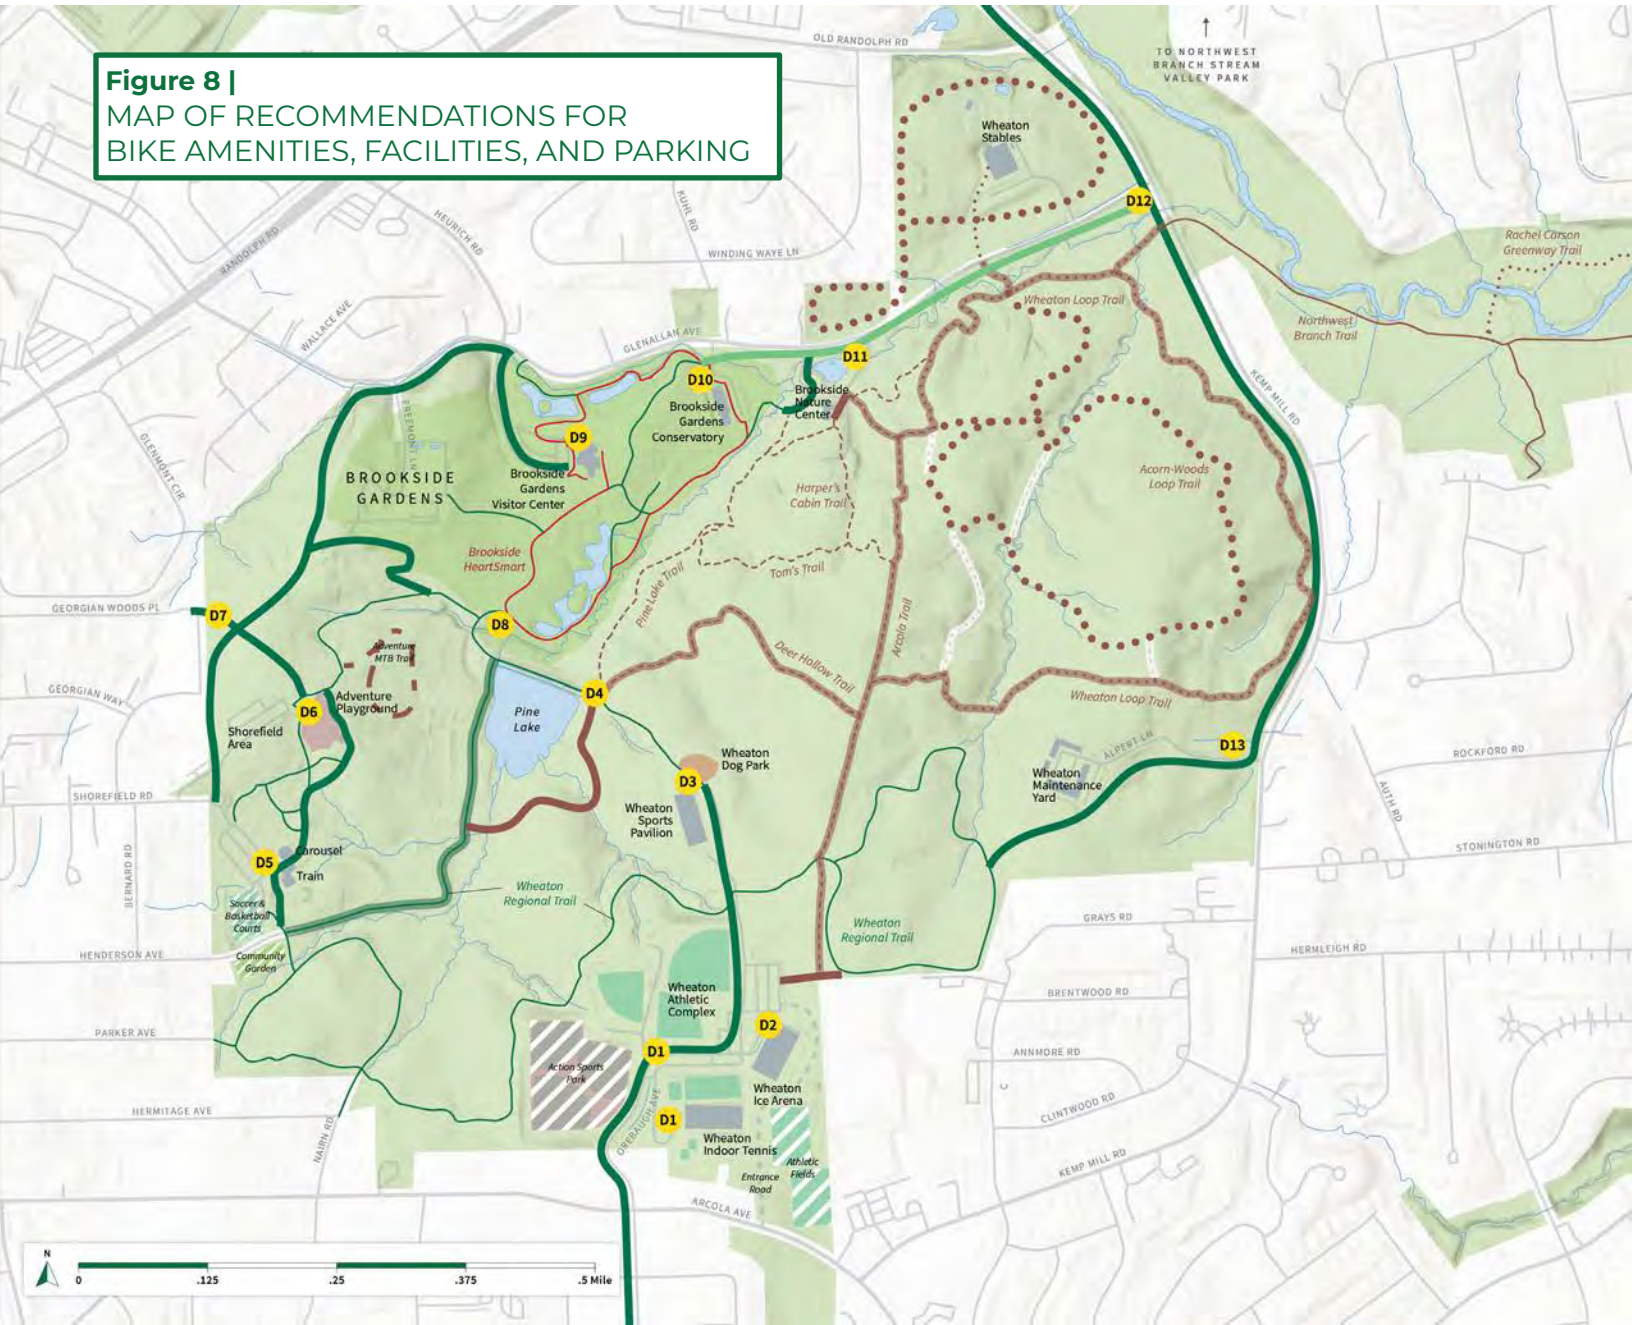 Figure 8 |
MAP OF RECOMMENDATIONS FOR
BIKE AMENITIES, FACILITIES, AND PARKING
OLD RANDOLPH RD
TO NORTHWEST
BRANCH STREAM
VALLEY PARK
Wheaton
Stables
D12
KUHL RD
HEURICH RD
RANDOLPH RD
WINDING WAYE LN
Rachel Carson
Greenway Trail
Wheaton Loop Trail
Northwest
Branch Trail
WALLACE AVE
GLENALLAN AVE
D11
D10
Brookside
Nature
Center
KEMP MILL RD
Brookside
Gardens
Conservatory
FREEMONT LN
GLENMONT CIR
D9
BROOKSIDE
GARDENS
Brookside
Gardens
Visitor Center
Harper's
Cabin Trail
Acorn-Woods
Loop Trail
Brookside
HeartSmart
Tom's Trail
Pine Lake Trail
Arcola Trail
GEORGIAN WOODS PL
D7
D8
Adventure
MTB Trail
Deer Hollow Trail
GEORGIAN WAY
Adventure
Playground
D6
D4
Pine
Lake
Wheaton Loop Trail
Shorefield
Area
ALPERT LN
D13
ROCKFORD RD
Wheaton
Dog Park
D3
Wheaton
Maintenance
Yard
SHOREFIELD RD
Wheaton
Sports
Pavilion
AUTH RD
STONINGTON RD
BERNARD RD
D5
Carousel
Train
Wheaton
Regional Trail
Soccer &
Basketball
Courts
Wheaton
Regional Trail
GRAYS RD
HENDERSON AVE
Community
Garden
HERMLEIGH RD
Wheaton
Athletic
Complex
BRENTWOOD RD
PARKER AVE
D2
D1
ANNMORE RD
Action Sports
Park
Wheaton
Ice Arena
HERMITAGE AVE
OREBAUGH AVE
D1
CLINTWOOD RD
NAIRN RD
Wheaton
Indoor Tennis
Athletic
Fields
Entrance
Road
KEMP MILL RD
ARCOLA AVE
N
0 .125 .25 .375 .5 Mile